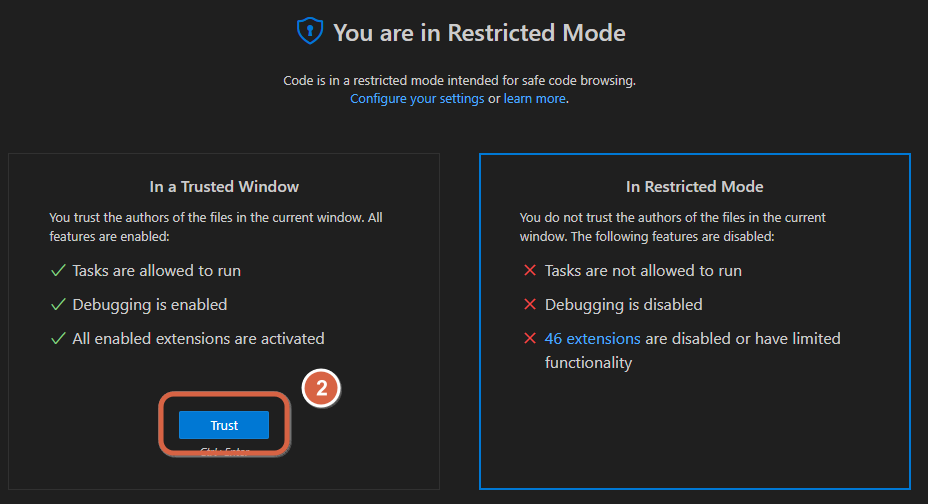 You are in Restricted Mode
Code is in a restricted mode intended for safe code browsing.
Configure your settings or learn more.
In a Trusted Window
You trust the authors of the files in the current window. All
features are enabled:
Tasks are allowed to run
Debugging is enabled
All enabled extensions are activated
2
Trust
Ctrl+Enter
In Restricted Mode
You do not trust the authors of the files in the current
window. The following features are disabled:
Tasks are not allowed to run
Debugging is disabled
46 extensions are disabled or have limited
functionality